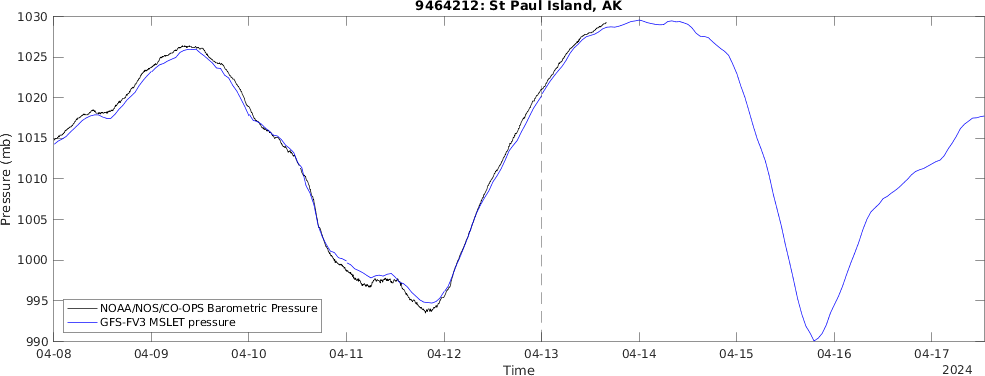 9464212: St Paul Island, AK
1030
1025
1020
1015
1010
1005
1000
995
990
Pressure (mb)
NOAA/NOS/CO-OPS Barometric Pressure
GFS-FV3 MSLET pressure
04-08 04-09 04-10 04-11 04-12 04-13 04-14 04-15 04-16 04-17
Time
2024